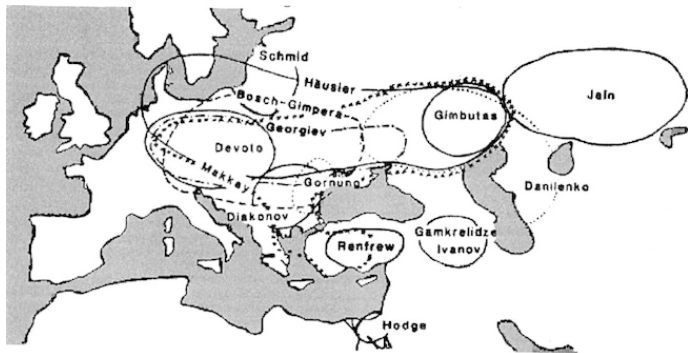 Schmid
Häusler
Jain
Bosch-Gimpera
Gimbutas
Georgiev
Devoto
Makkay
Gornung
Danilenko
Diakonov
Gamkrelidze
Ivanov
Renfrew
Hodge